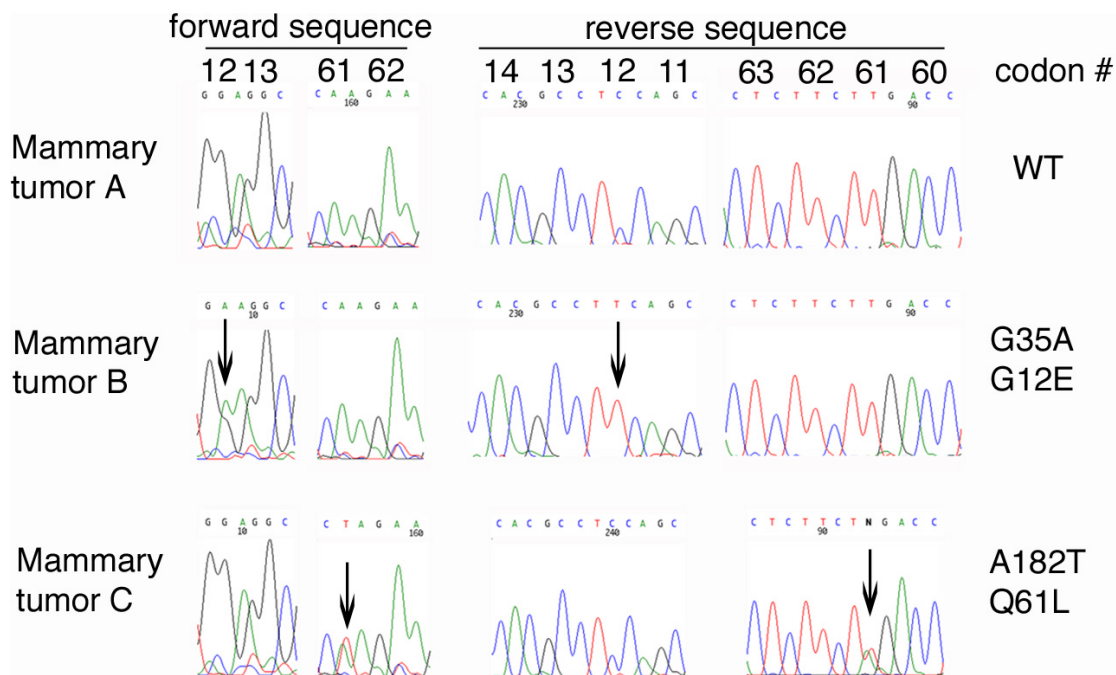 forward sequence reverse sequence
12 13 61 62 14 13 12 11 63 62 61 60 codon #
G G A G G C C A A G A A C A C G C C T C C A G C C T C T T C T T G A C C
160 230 90
Mammary
tumor A
WT
G A A G G C C A A G A A C A C G C C T T C A G C C T C T T C T T G A C C
10 230 90
Mammary
tumor B
G35A
G12E
G G A G G C C T A G A A C A C G C C T C C A G C C T C T T C T N G A C C
10 160 240 90
Mammary
tumor C
A182T
Q61L